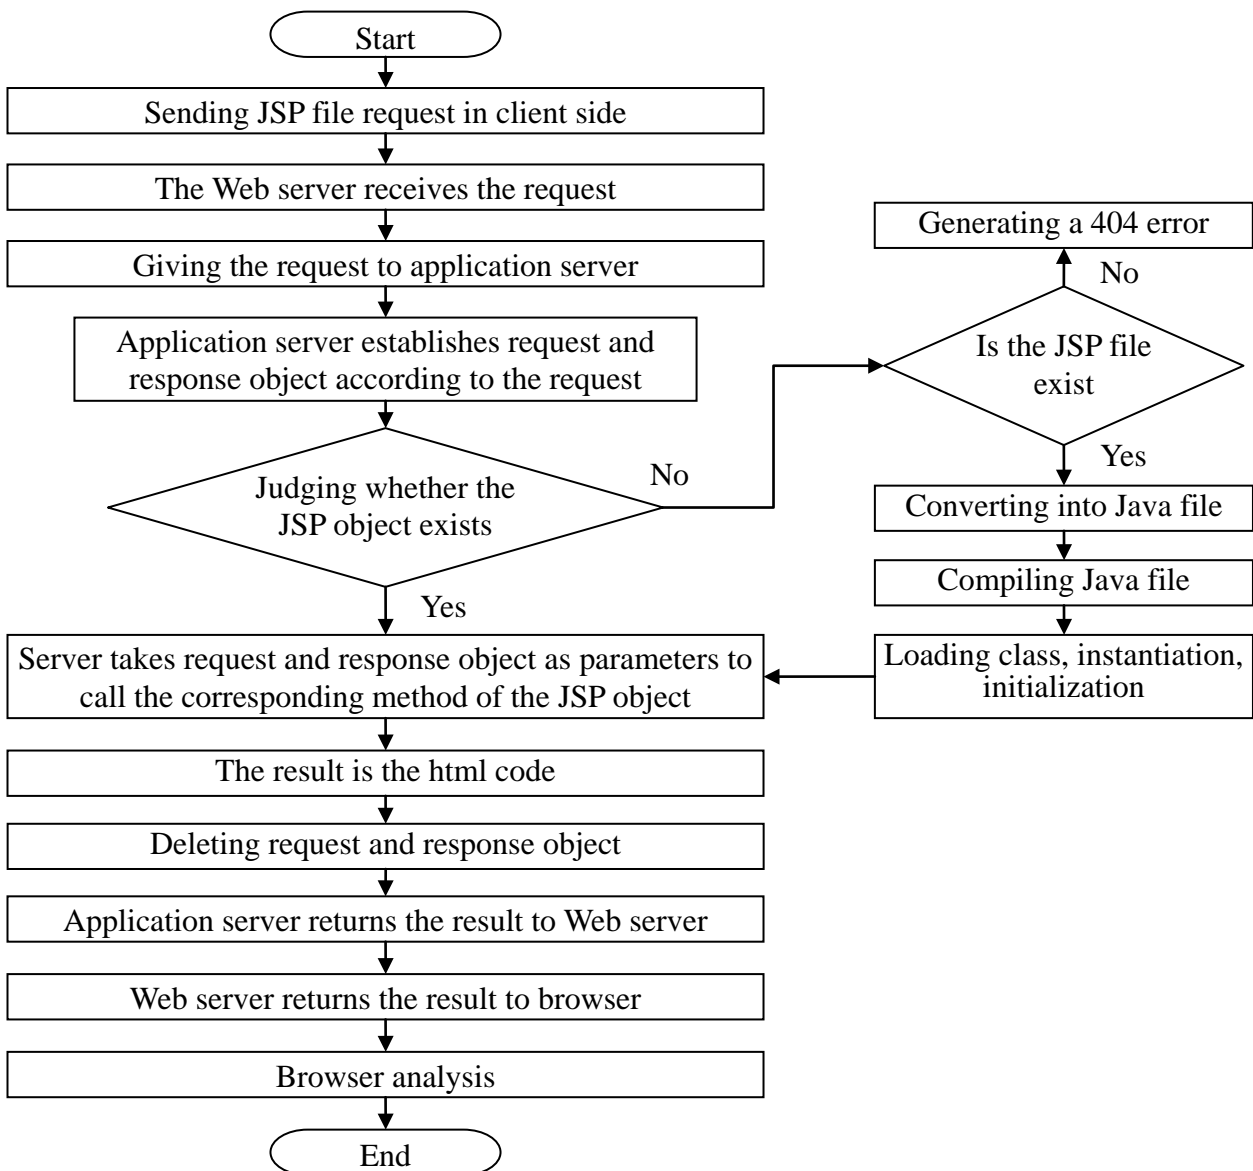 Start
Sending JSP file request in client side
The Web server receives the request
Giving the request to application server
Application server establishes request and
response object according to the request
Judging whether the
JSP object exists
No
Yes
Generating a 404 error
No
Is the JSP file
exist
Yes
Converting into Java file
Compiling Java file
Loading class, instantiation,
initialization
Server takes request and response object as parameters to
call the corresponding method of the JSP object
The result is the html code
Deleting request and response object
Application server returns the result to Web server
Web server returns the result to browser
Browser analysis
End